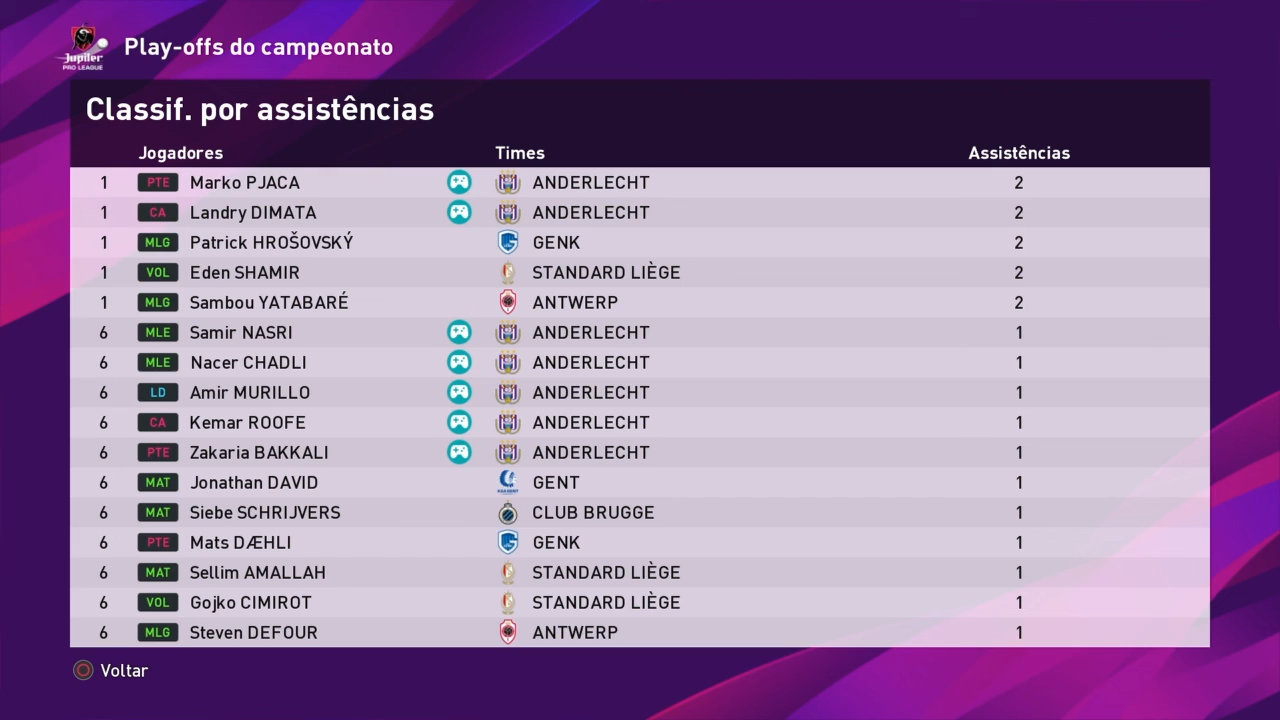 Jupiler
PRO LEAGUE
Play-offs do campeonato
Classif. por assistências
Jogadores Times Assistências
1 PTE Marko PJACA ANDERLECHT 2
1 CA Landry DIMATA ANDERLECHT 2
1 MLG Patrick HROŠOVSKÝ GENK 2
1 VOL Eden SHAMIR STANDARD LIÈGE 2
1 MLG Sambou YATABARÉ ANTWERP 2
6 MLE Samir NASRI ANDERLECHT 1
6 MLE Nacer CHADLI ANDERLECHT 1
6 LD Amir MURILLO ANDERLECHT 1
6 CA Kemar ROOFE ANDERLECHT 1
6 PTE Zakaria BAKKALI ANDERLECHT 1
6 MAT Jonathan DAVID GENT 1
6 MAT Siebe SCHRIJVERS CLUB BRUGGE 1
6 PTE Mats DÆHLI GENK 1
6 MAT Sellim AMALLAH STANDARD LIÈGE 1
6 VOL Gojko CIMIROT STANDARD LIÈGE 1
6 MLG Steven DEFOUR ANTWERP 1
Voltar